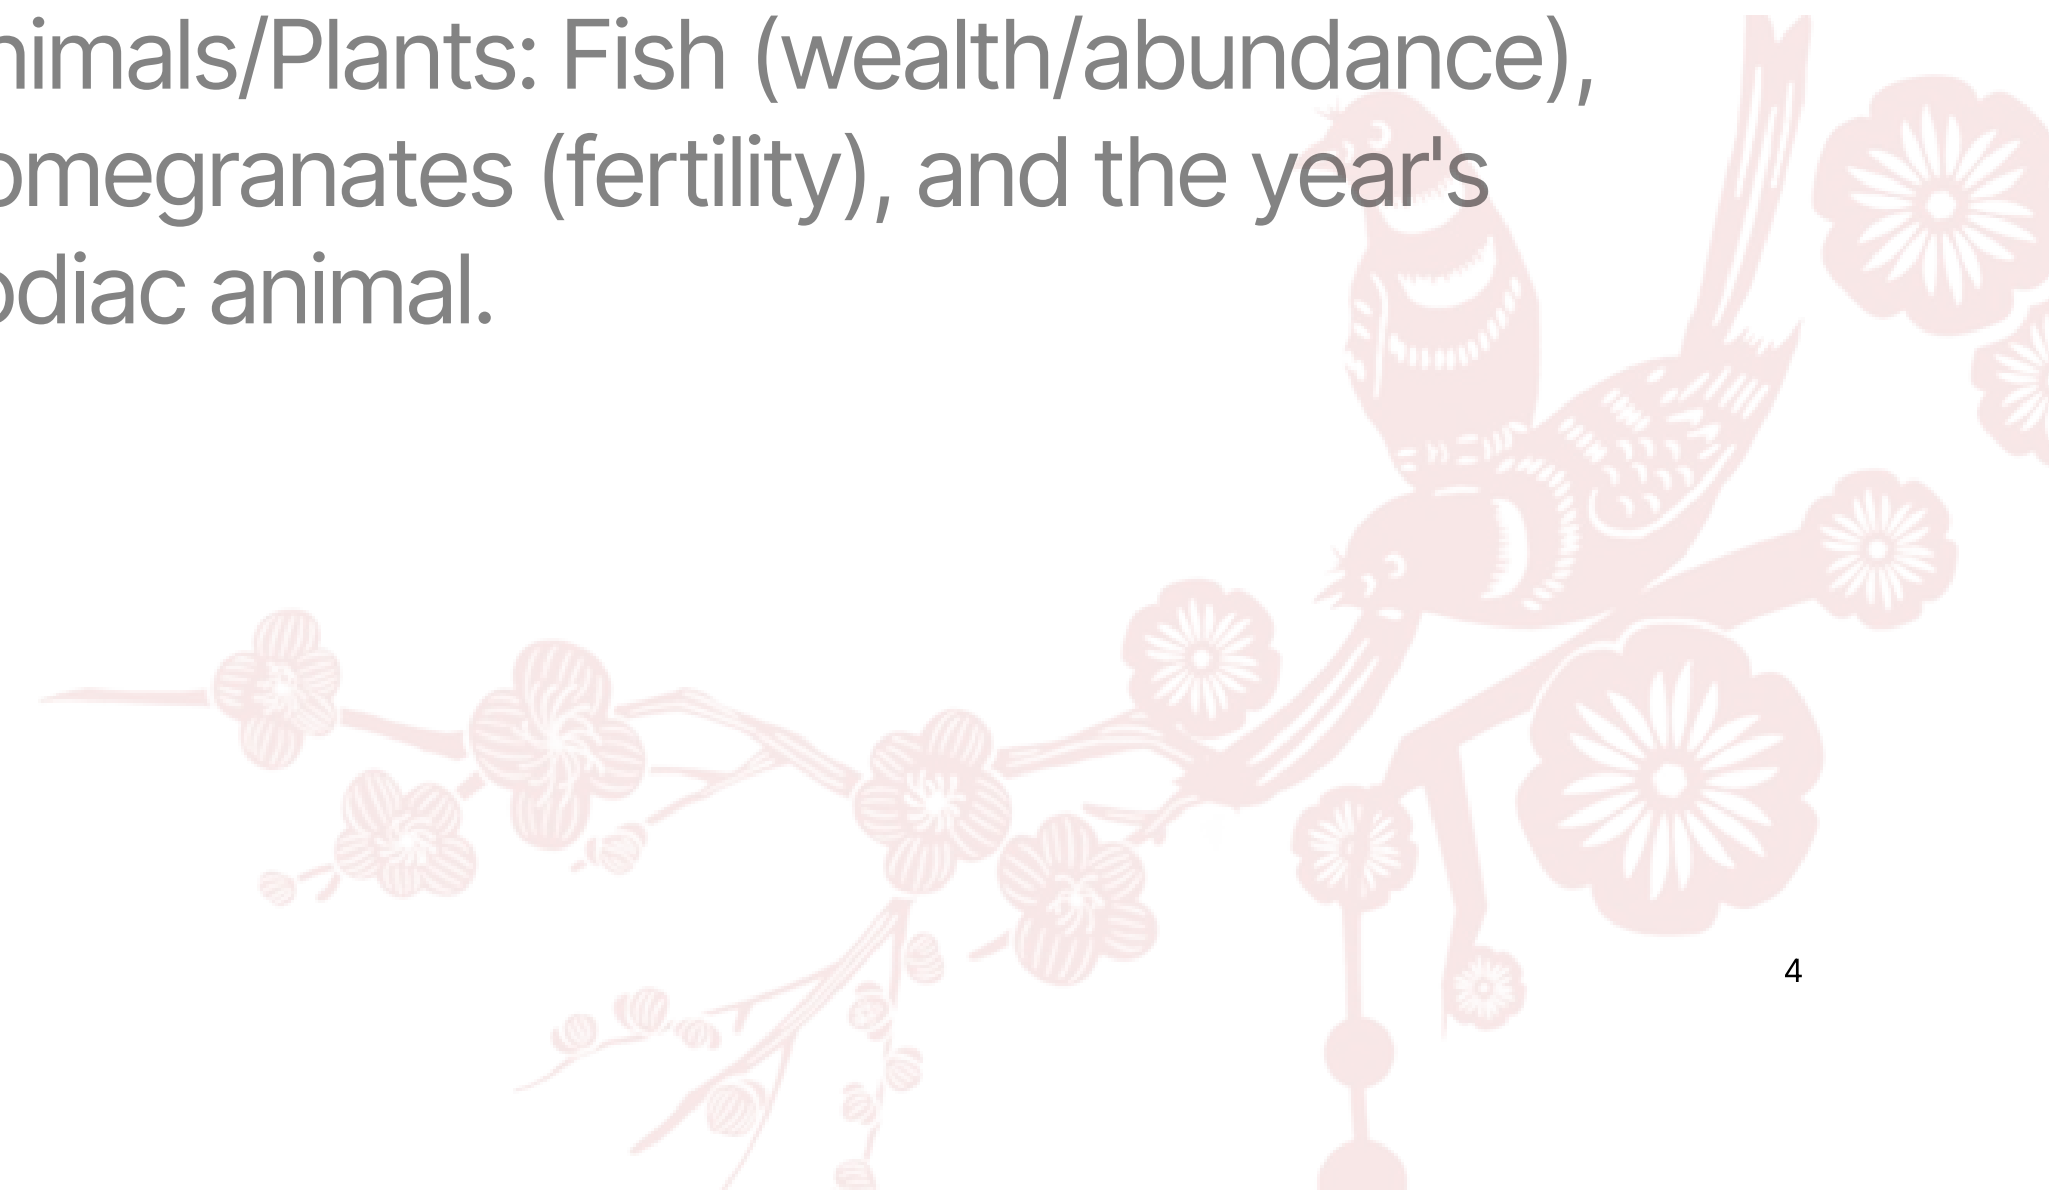 nimals/Plants: Fish (wealth/abundance),
omegranates (fertility), and the year's
odiac animal.
4